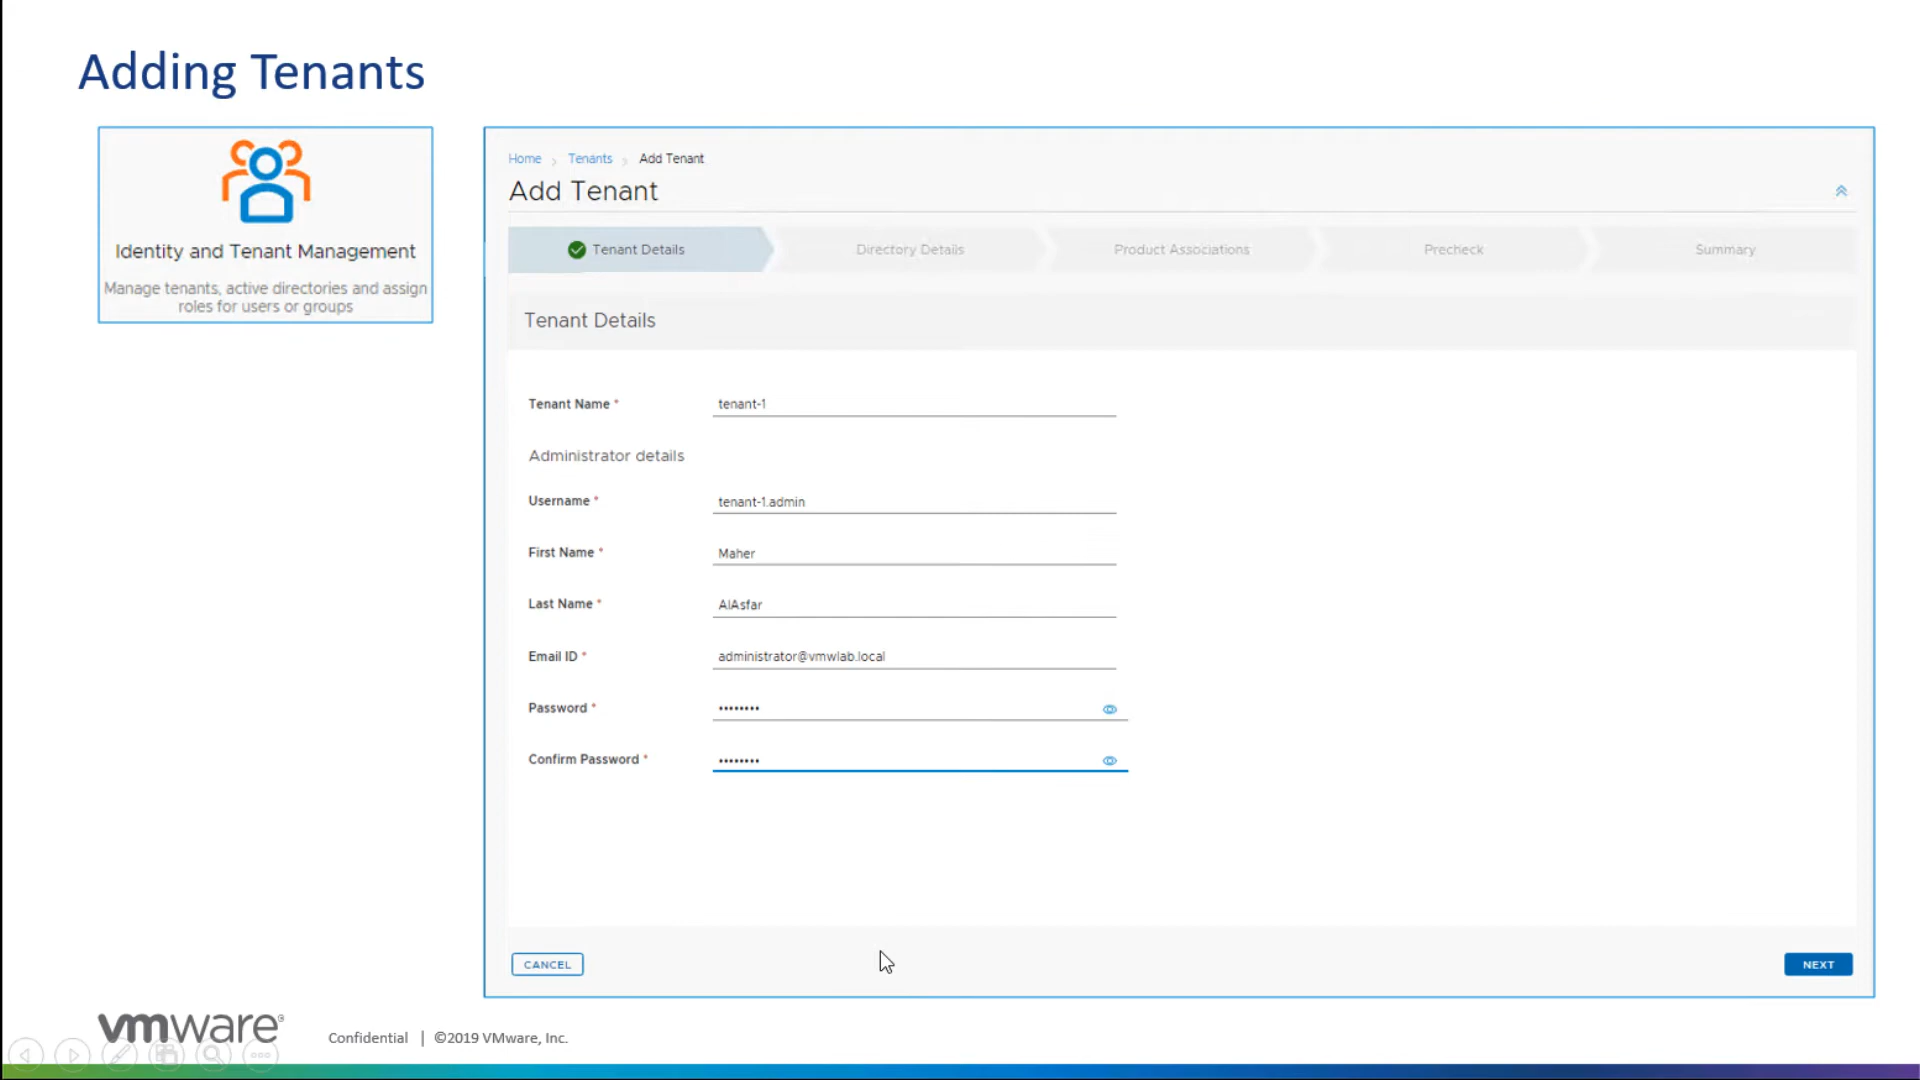 Adding Tenants
Identity and Tenant Management
Manage tenants, active directories and assign
roles for users or groups
Home > Tenants > Add Tenant
Add Tenant
Tenant Details
Directory Details
Product Associations
Precheck
Summary
Tenant Details
Tenant Name * tenant-1
Administrator details
Username * tenant-1.admin
First Name * Maher
Last Name * AlAsfar
Email ID * administrator@vmwlab.local
Password * ••••••••
Confirm Password * ••••••••
CANCEL
NEXT
vmware®
Confidential | ©2019 VMware, Inc.